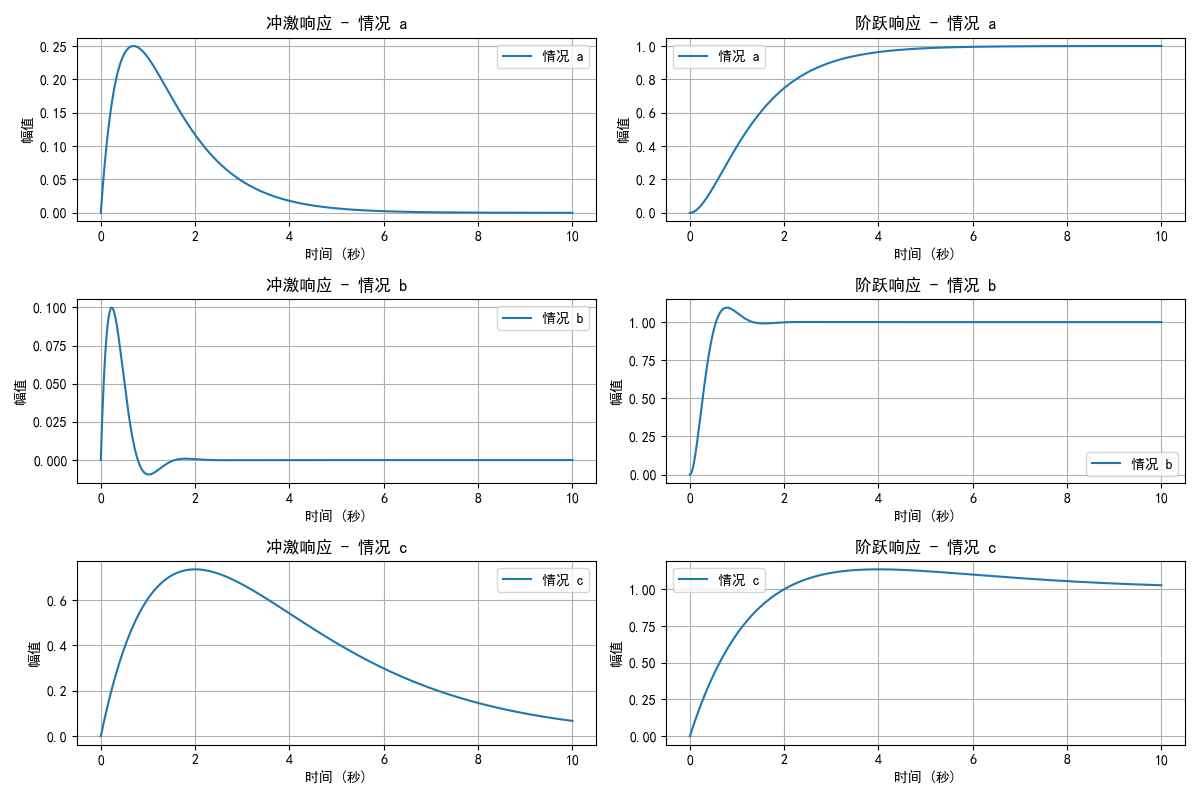 冲激响应 - 情况 a
幅值
0.25
0.20
0.15
0.10
0.05
0.00
情况 a
0 2 4 6 8 10
时间 (秒)
阶跃响应 - 情况 a
幅值
1.0
0.8
0.6
0.4
0.2
0.0
情况 a
0 2 4 6 8 10
时间 (秒)
冲激响应 - 情况 b
幅值
0.100
0.075
0.050
0.025
0.000
情况 b
0 2 4 6 8 10
时间 (秒)
阶跃响应 - 情况 b
幅值
1.00
0.75
0.50
0.25
0.00
情况 b
0 2 4 6 8 10
时间 (秒)
冲激响应 - 情况 c
幅值
0.6
0.4
0.2
0.0
情况 c
0 2 4 6 8 10
时间 (秒)
阶跃响应 - 情况 c
幅值
1.00
0.75
0.50
0.25
0.00
情况 c
0 2 4 6 8 10
时间 (秒)